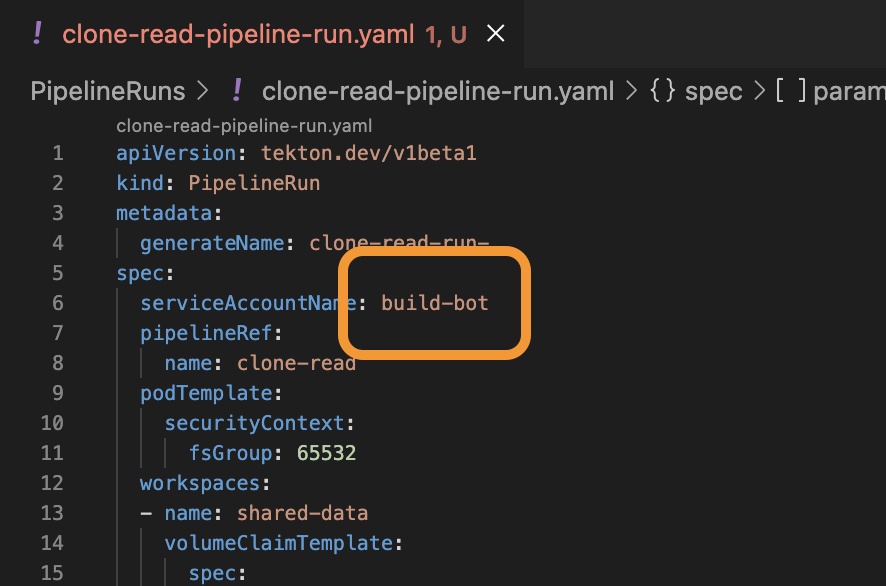 ! clone-read-pipeline-run.yaml 1, U ×
PipelineRuns > ! clone-read-pipeline-run.yaml > {} spec > [ ] param
clone-read-pipeline-run.yaml
1 apiVersion: tekton.dev/v1beta1
2 kind: PipelineRun
3 metadata:
4   generateName: clone-read-run-
5 spec:
6   serviceAccountName: build-bot
7   pipelineRef:
8     name: clone-read
9   podTemplate:
10     securityContext:
11       fsGroup: 65532
12   workspaces:
13   - name: shared-data
14     volumeClaimTemplate:
15       spec: